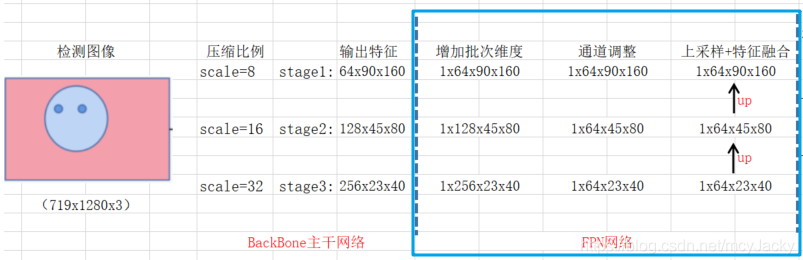 检测图像 压缩比例 输出特征 增加批次维度 通道调整 上采样+特征融合
scale=8 stage1: 64x90x160 1x64x90x160 1x64x90x160 1x64x90x160
up
scale=16 stage2: 128x45x80 1x128x45x80 1x64x45x80 1x64x45x80
up
scale=32 stage3: 256x23x40 1x256x23x40 1x64x23x40 1x64x23x40
(719x1280x3)
BackBone主干网络 FPN网络
blog.csdn.net/mcyJacky